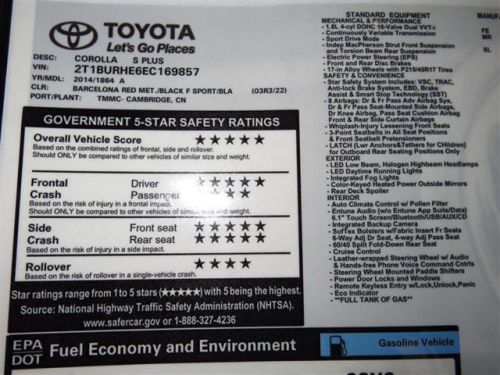 TOYOTA
Let's Go Places
DESC: COROLLA S PLUS
VIN: 2T1BURHE6EC169857
YR/MDL: 2014/1864 A
CLR: BARCELONA RED MET./BLACK F SPORT/BLA (03R3/22)
PORT/PLANT: TMMC- CAMBRIDGE, CN
GOVERNMENT 5-STAR SAFETY RATINGS
Overall Vehicle Score ★★★★★
Based on the combined ratings of frontal, side and rollover.
Should ONLY be compared to other vehicles of similar size and weight.
Frontal Driver ★★★★★
Crash Passenger
Based on risk of injury in a frontal impact.
Should ONLY be compared to other vehicles of similar size and weight.
Side Front seat ★★★★★
Crash Rear seat ★★★★
Based on the risk of injury in a side impact.
Rollover ★★★★
Based on the risk of rollover in a single-vehicle crash.
Star ratings range from 1 to 5 stars (★★★★★) with 5 being the highest.
Source: National Highway Traffic Safety Administration (NHTSA).
www.safercar.gov or 1-888-327-4236
EPA
DOT
Fuel Economy and Environment
Gasoline Vehicle
STANDARD EQUIPMENT
MECHANICAL & PERFORMANCE
- 1.8L 4-cyl DOHC 16-Valve Dual VVT-i
- Continuously Variable Transmission
- Sport Drive Mode
- Indep MacPherson Strut Front Suspension
and Torsion Beam Rear Suspension
- Electric Power Steering (EPS)
- Front and Rear Disc Brakes
- 17-in Alloy Wheels with P215/45R17 Tires
SAFETY & CONVENIENCE
- Star Safety System Includes: VSC, TRAC,
Anti-lock Brake System, EBD, Brake
Assist & Smart Stop Technology (SST)
- 8 Airbags: Dr & Fr Pass Adv Airbag Sys,
Dr & Fr Pass Seat-Mounted Side Airbags,
Dr Knee Airbag, Pass Seat Cushion Airbag
Front & Rear Side Curtain Airbags
- Whiplash-Injury Lessening Front Seats
- 3-Point Seatbelts in All Seat Positions
& Front Seatbelt Pretensioners
- LATCH (Lwr Anchors&Tethers for CHildren)
for Outboard Rear Seating Positions Only
EXTERIOR
- LED Low Beam, Halogen Highbeam Headlamps
- LED Daytime Running Lights
- Integrated Fog Lights
- Color-Keyed Heated Power Outside Mirrors
- Rear Deck Spoiler
INTERIOR
- Auto Climate Control w/ Pollen Filter
- Entune Audio (w/o Entune App Suite/Data)
6.1" Touch Screen/Bluetooth/USB/AUX/CD
- Integrated Backup Camera
- SofTex Bolsters w/Fabric Insert Fr Seats
6-Way Adj Dr Seat, 4-way Adj Pass Seat
- 60/40 Split Fold-Down Rear Seat
- Cruise Control
- Leather-wrapped Steering Wheel w/ Audio
& Hands-free Phone Voice Command Cntrls
- Steering Wheel Mounted Paddle Shifters
- Power Door Locks and Windows
- Remote Keyless Entry w/Lock,Unlock,Panic
- Eco Indicator
**FULL TANK OF GAS**
MANUF
FE
MR
SL